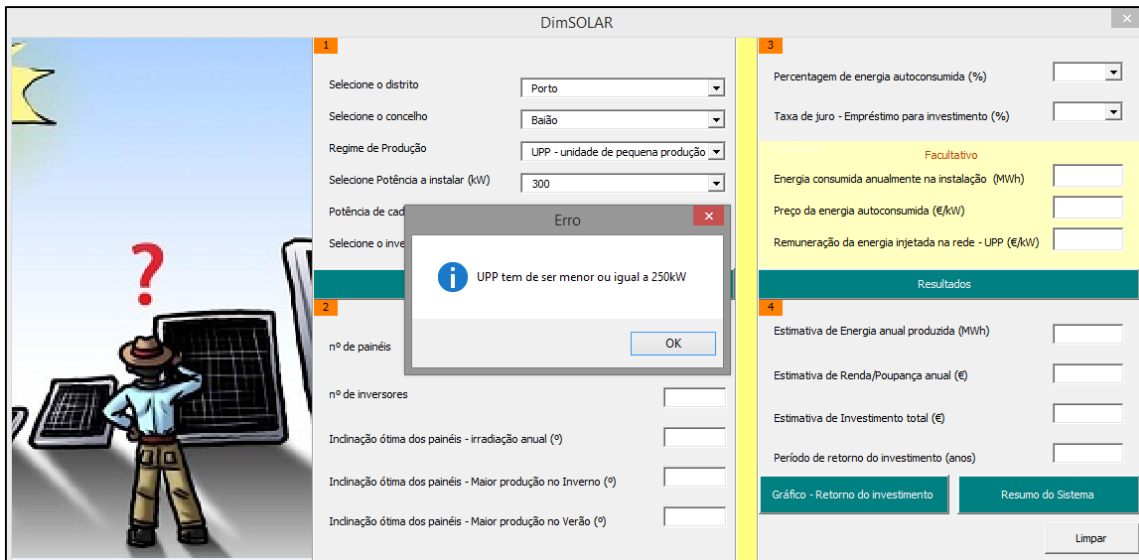 DimSOLAR
1
Selecione o distrito
Porto
Selecione o concelho
Baião
Regime de Produção
UPP - unidade de pequena produção
Selecione Potência a instalar (kW)
300
Potência de cad
Selecione o inve
Erro
UPP tem de ser menor ou igual a 250kW
OK
2
nº de painéis
nº de inversores
Inclinação ótima dos painéis - irradiação anual (º)
Inclinação ótima dos painéis - Maior produção no Inverno (º)
Inclinação ótima dos painéis - Maior produção no Verão (º)
3
Percentagem de energia autoconsumida (%)
Taxa de juro - Empréstimo para investimento (%)
Facultativo
Energia consumida anualmente na instalação (MWh)
Preço da energia autoconsumida (€/kW)
Remuneração da energia injetada na rede - UPP (€/kW)
Resultados
4
Estimativa de Energia anual produzida (MWh)
Estimativa de Renda/Poupança anual (€)
Estimativa de Investimento total (€)
Período de retorno do investimento (anos)
Gráfico - Retorno do investimento
Resumo do Sistema
Limpar
?